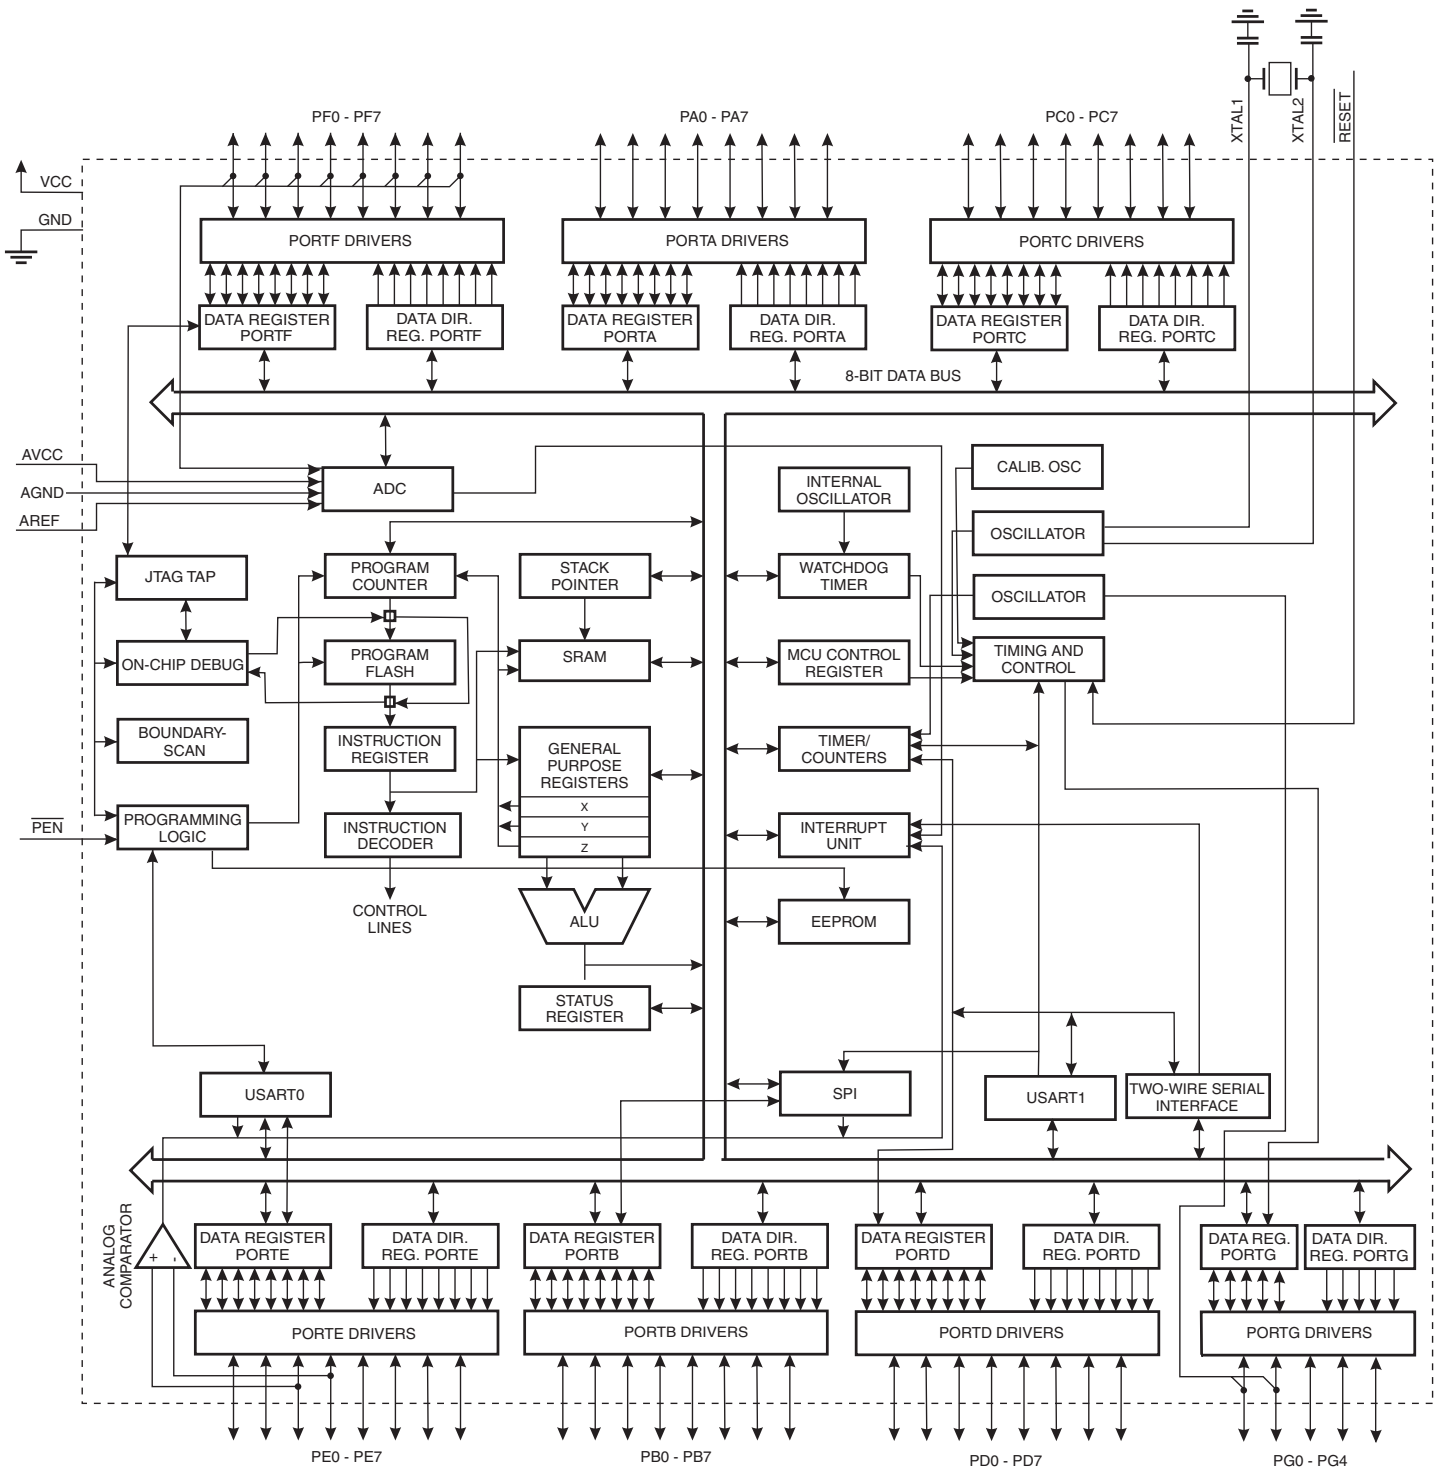 XTAL1
XTAL2
RESET
PF0 - PF7
PA0 - PA7
PC0 - PC7
VCC
GND
PORTF DRIVERS
PORTA DRIVERS
PORTC DRIVERS
DATA REGISTER
PORTF
DATA DIR.
REG. PORTF
DATA REGISTER
PORTA
DATA DIR.
REG. PORTA
DATA REGISTER
PORTC
DATA DIR.
REG. PORTC
8-BIT DATA BUS
AVCC
AGND
AREF
ADC
INTERNAL
OSCILLATOR
CALIB. OSC
OSCILLATOR
JTAG TAP
PROGRAM
COUNTER
STACK
POINTER
WATCHDOG
TIMER
OSCILLATOR
ON-CHIP DEBUG
PROGRAM
FLASH
SRAM
MCU CONTROL
REGISTER
TIMING AND
CONTROL
BOUNDARY-
SCAN
INSTRUCTION
REGISTER
GENERAL
PURPOSE
REGISTERS
X
Y
Z
TIMER/
COUNTERS
PEN
PROGRAMMING
LOGIC
INSTRUCTION
DECODER
INTERRUPT
UNIT
CONTROL
LINES
ALU
EEPROM
STATUS
REGISTER
USART0
SPI
USART1
TWO-WIRE SERIAL
INTERFACE
ANALOG
COMPARATOR
+
-
DATA REGISTER
PORTE
DATA DIR.
REG. PORTE
DATA REGISTER
PORTB
DATA DIR.
REG. PORTB
DATA REGISTER
PORTD
DATA DIR.
REG. PORTD
DATA REG.
PORTG
DATA DIR.
REG. PORTG
PORTE DRIVERS
PORTB DRIVERS
PORTD DRIVERS
PORTG DRIVERS
PE0 - PE7
PB0 - PB7
PD0 - PD7
PG0 - PG4